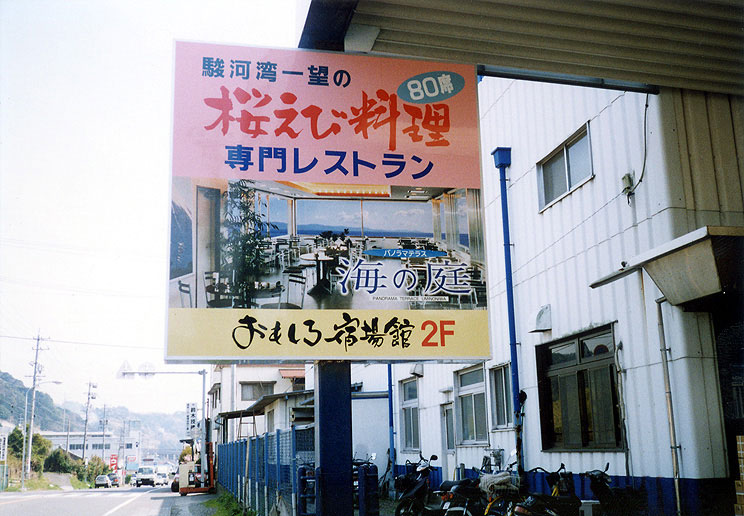 駿河湾一望の
80席
桜えび料理
専門レストラン
パノラマテラス
海の庭
PANORAMA TERRACE UMINONIWA
おもしろ宿場館 2F